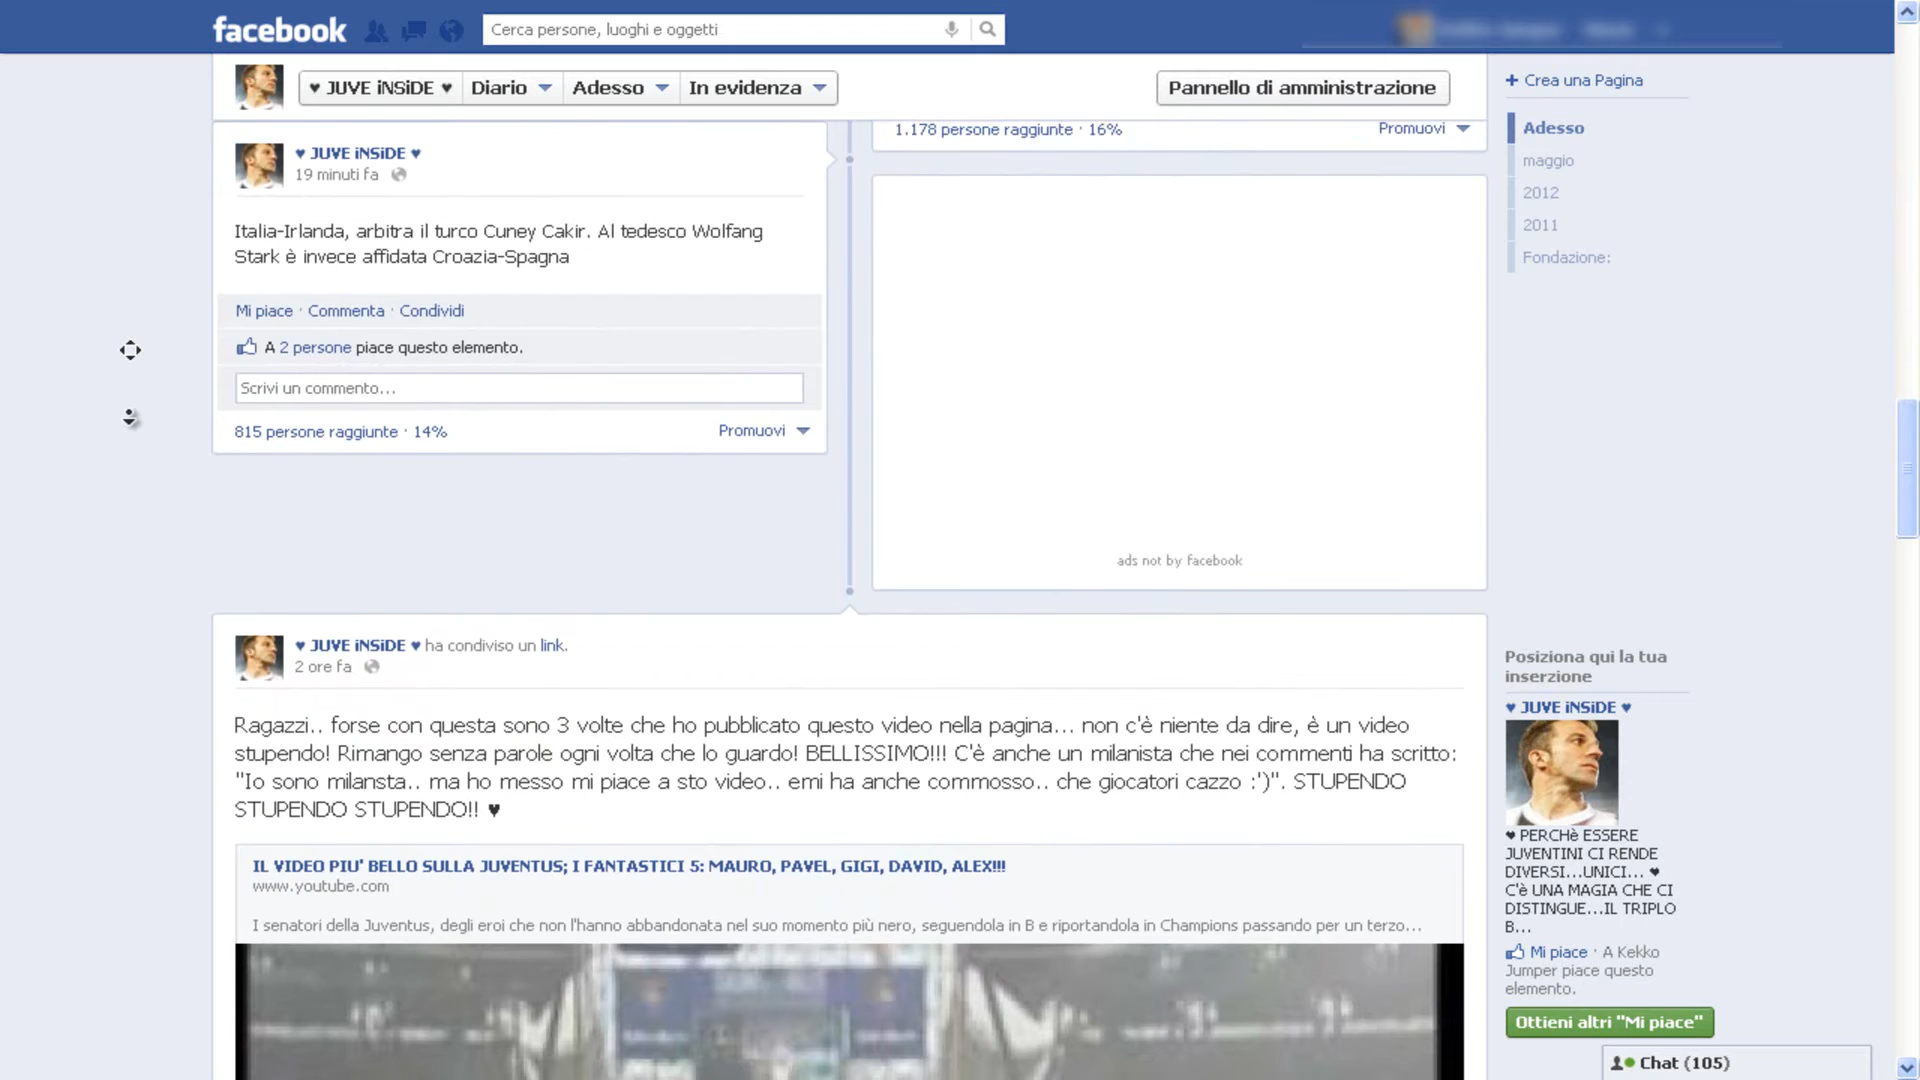 facebook
Cerca persone, luoghi e oggetti
♥ JUVE iNSiDE ♥ Diario Adesso In evidenza
Pannello di amministrazione
♥ JUVE iNSiDE ♥
19 minuti fa
Italia-Irlanda, arbitra il turco Cuney Cakir. Al tedesco Wolfang
Stark è invece affidata Croazia-Spagna
Mi piace · Commenta · Condividi
A 2 persone piace questo elemento.
Scrivi un commento...
815 persone raggiunte · 14%
Promuovi
1.178 persone raggiunte · 16%
Promuovi
ads not by facebook
♥ JUVE iNSiDE ♥ ha condiviso un link.
2 ore fa
Ragazzi.. forse con questa sono 3 volte che ho pubblicato questo video nella pagina... non c'è niente da dire, è un video
stupendo! Rimango senza parole ogni volta che lo guardo! BELLISSIMO!!! C'è anche un milanista che nei commenti ha scritto:
"Io sono milansta.. ma ho messo mi piace a sto video.. emi ha anche commosso.. che giocatori cazzo :')". STUPENDO
STUPENDO STUPENDO!! ♥
IL VIDEO PIU' BELLO SULLA JUVENTUS; I FANTASTICI 5: MAURO, PAVEL, GIGI, DAVID, ALEX!!!
www.youtube.com
I senatori della Juventus, degli eroi che non l'hanno abbandonata nel suo momento più nero, seguendola in B e riportandola in Champions passando per un terzo...
+ Crea una Pagina
Adesso
maggio
2012
2011
Fondazione:
Posiziona qui la tua
inserzione
♥ JUVE iNSiDE ♥
♥ PERCHè ESSERE
JUVENTINI CI RENDE
DIVERSI...UNICI... ♥
C'è UNA MAGIA CHE CI
DISTINGUE...IL TRIPLO
B...
Mi piace · A Kekko
Jumper piace questo
elemento.
Ottieni altri "Mi piace"
Chat (105)